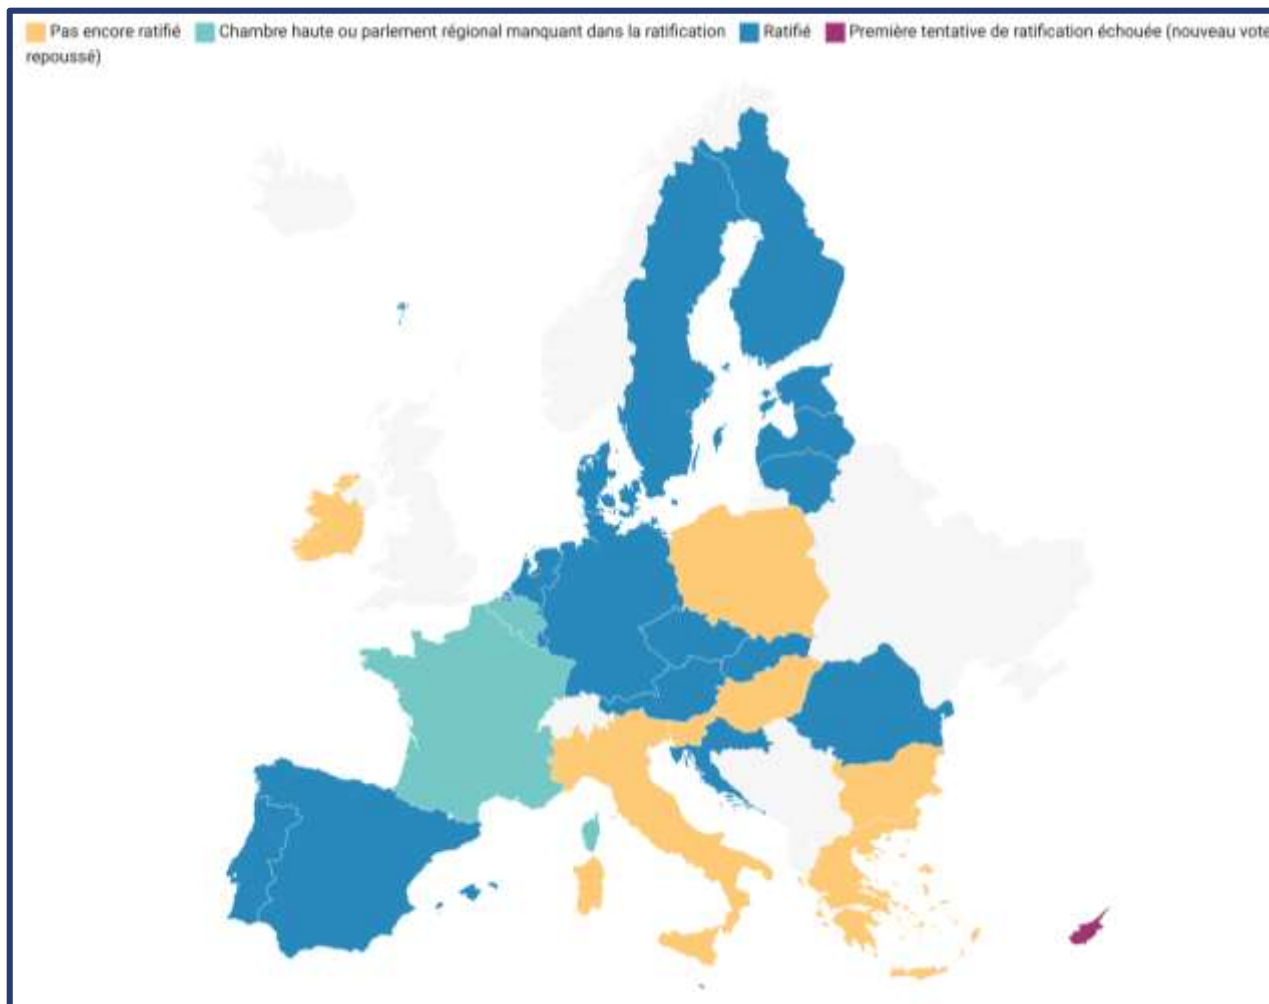 Pas encore ratifié Chambre haute ou parlement régional manquant dans la ratification Ratifié Première tentative de ratification échouée (nouveau vote
repoussé)